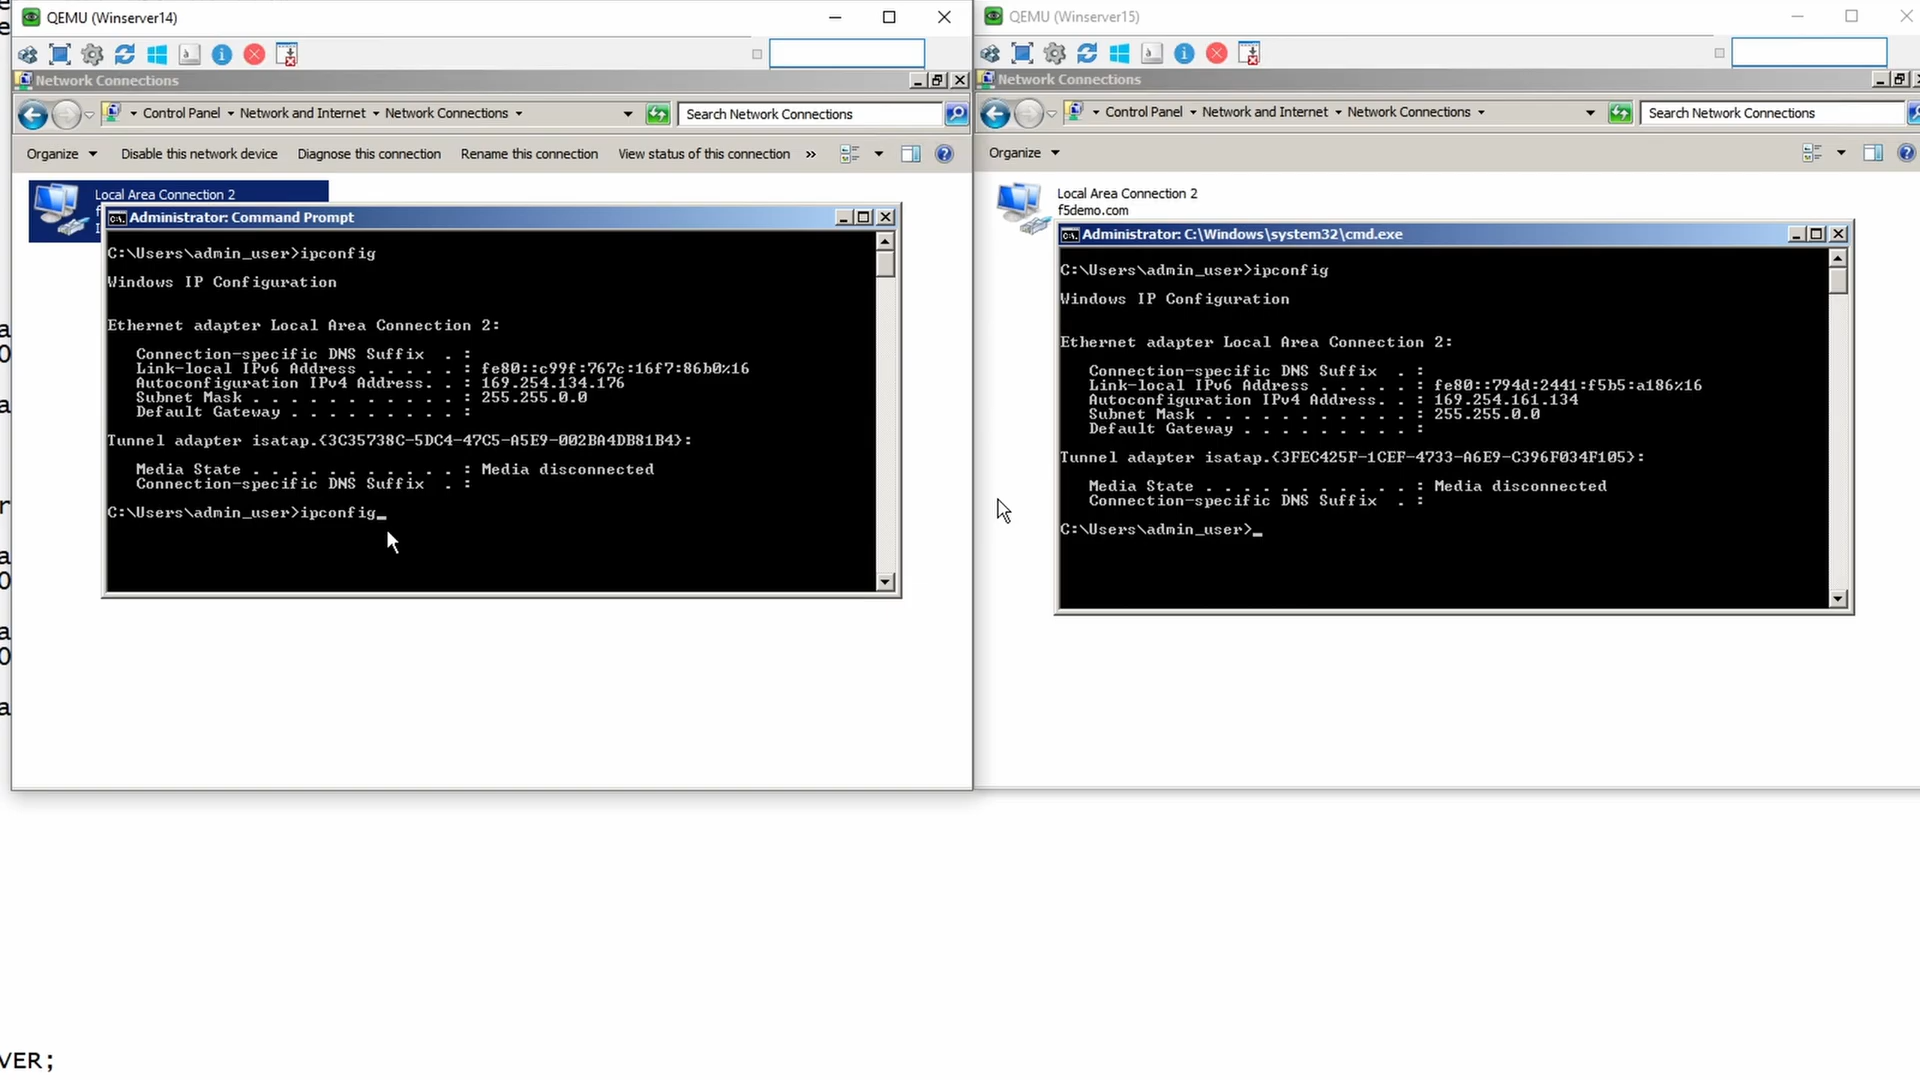 QEMU (Winserver14)
Network Connections
Control Panel
Network and Internet
Network Connections
Search Network Connections
Organize
Disable this network device
Diagnose this connection
Rename this connection
View status of this connection
»
Local Area Connection 2
Administrator: Command Prompt
C:\Users\admin_user>ipconfig
Windows IP Configuration
Ethernet adapter Local Area Connection 2:
Connection-specific DNS Suffix . :
Link-local IPv6 Address . . . . . : fe80::c99f:767c:16f7:86b0%16
Autoconfiguration IPv4 Address. . : 169.254.134.176
Subnet Mask . . . . . . . . . . . : 255.255.0.0
Default Gateway . . . . . . . . . :
Tunnel adapter isatap.{3C35738C-5DC4-47C5-A5E9-002BA4DB81B4}:
Media State . . . . . . . . . . . : Media disconnected
Connection-specific DNS Suffix . :
C:\Users\admin_user>ipconfig_
QEMU (Winserver15)
Network Connections
Control Panel
Network and Internet
Network Connections
Search Network Connections
Organize
Local Area Connection 2
f5demo.com
Administrator: C:\Windows\system32\cmd.exe
C:\Users\admin_user>ipconfig
Windows IP Configuration
Ethernet adapter Local Area Connection 2:
Connection-specific DNS Suffix . :
Link-local IPv6 Address . . . . . : fe80::794d:2441:f5b5:a186%16
Autoconfiguration IPv4 Address. . : 169.254.161.134
Subnet Mask . . . . . . . . . . . : 255.255.0.0
Default Gateway . . . . . . . . . :
Tunnel adapter isatap.{3FEC425F-1CEF-4733-A6E9-C396F034F105}:
Media State . . . . . . . . . . . : Media disconnected
Connection-specific DNS Suffix . :
C:\Users\admin_user>_
VER;